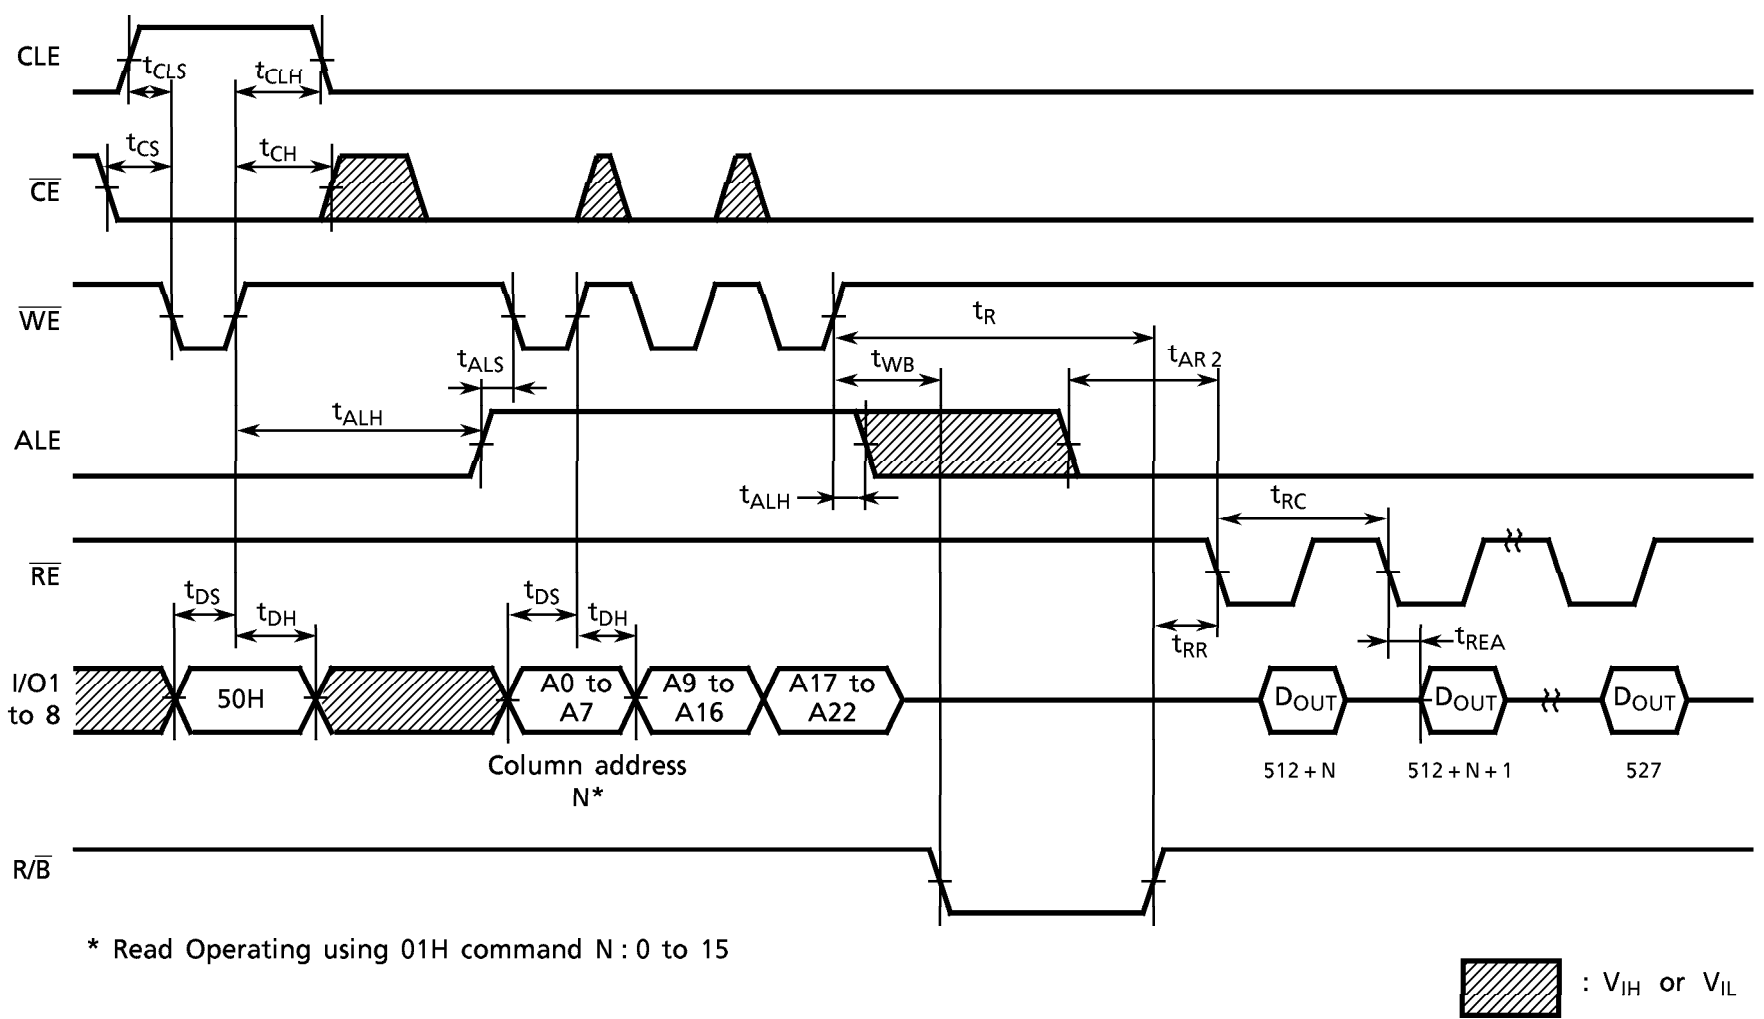 CLE
tCLS
tCLH
tCS
tCH
CE
WE
tR
tALS
tWB
tAR2
tALH
ALE
tALH
tRC
RE
tDS
tDH
tDS
tDH
tRR
tREA
I/O1
to 8
50H
A0 to
A7
A9 to
A16
A17 to
A22
DOUT
DOUT
DOUT
Column address
N*
512+N
512+N+1
527
R/B
* Read Operating using 01H command N : 0 to 15
: VIH or VIL